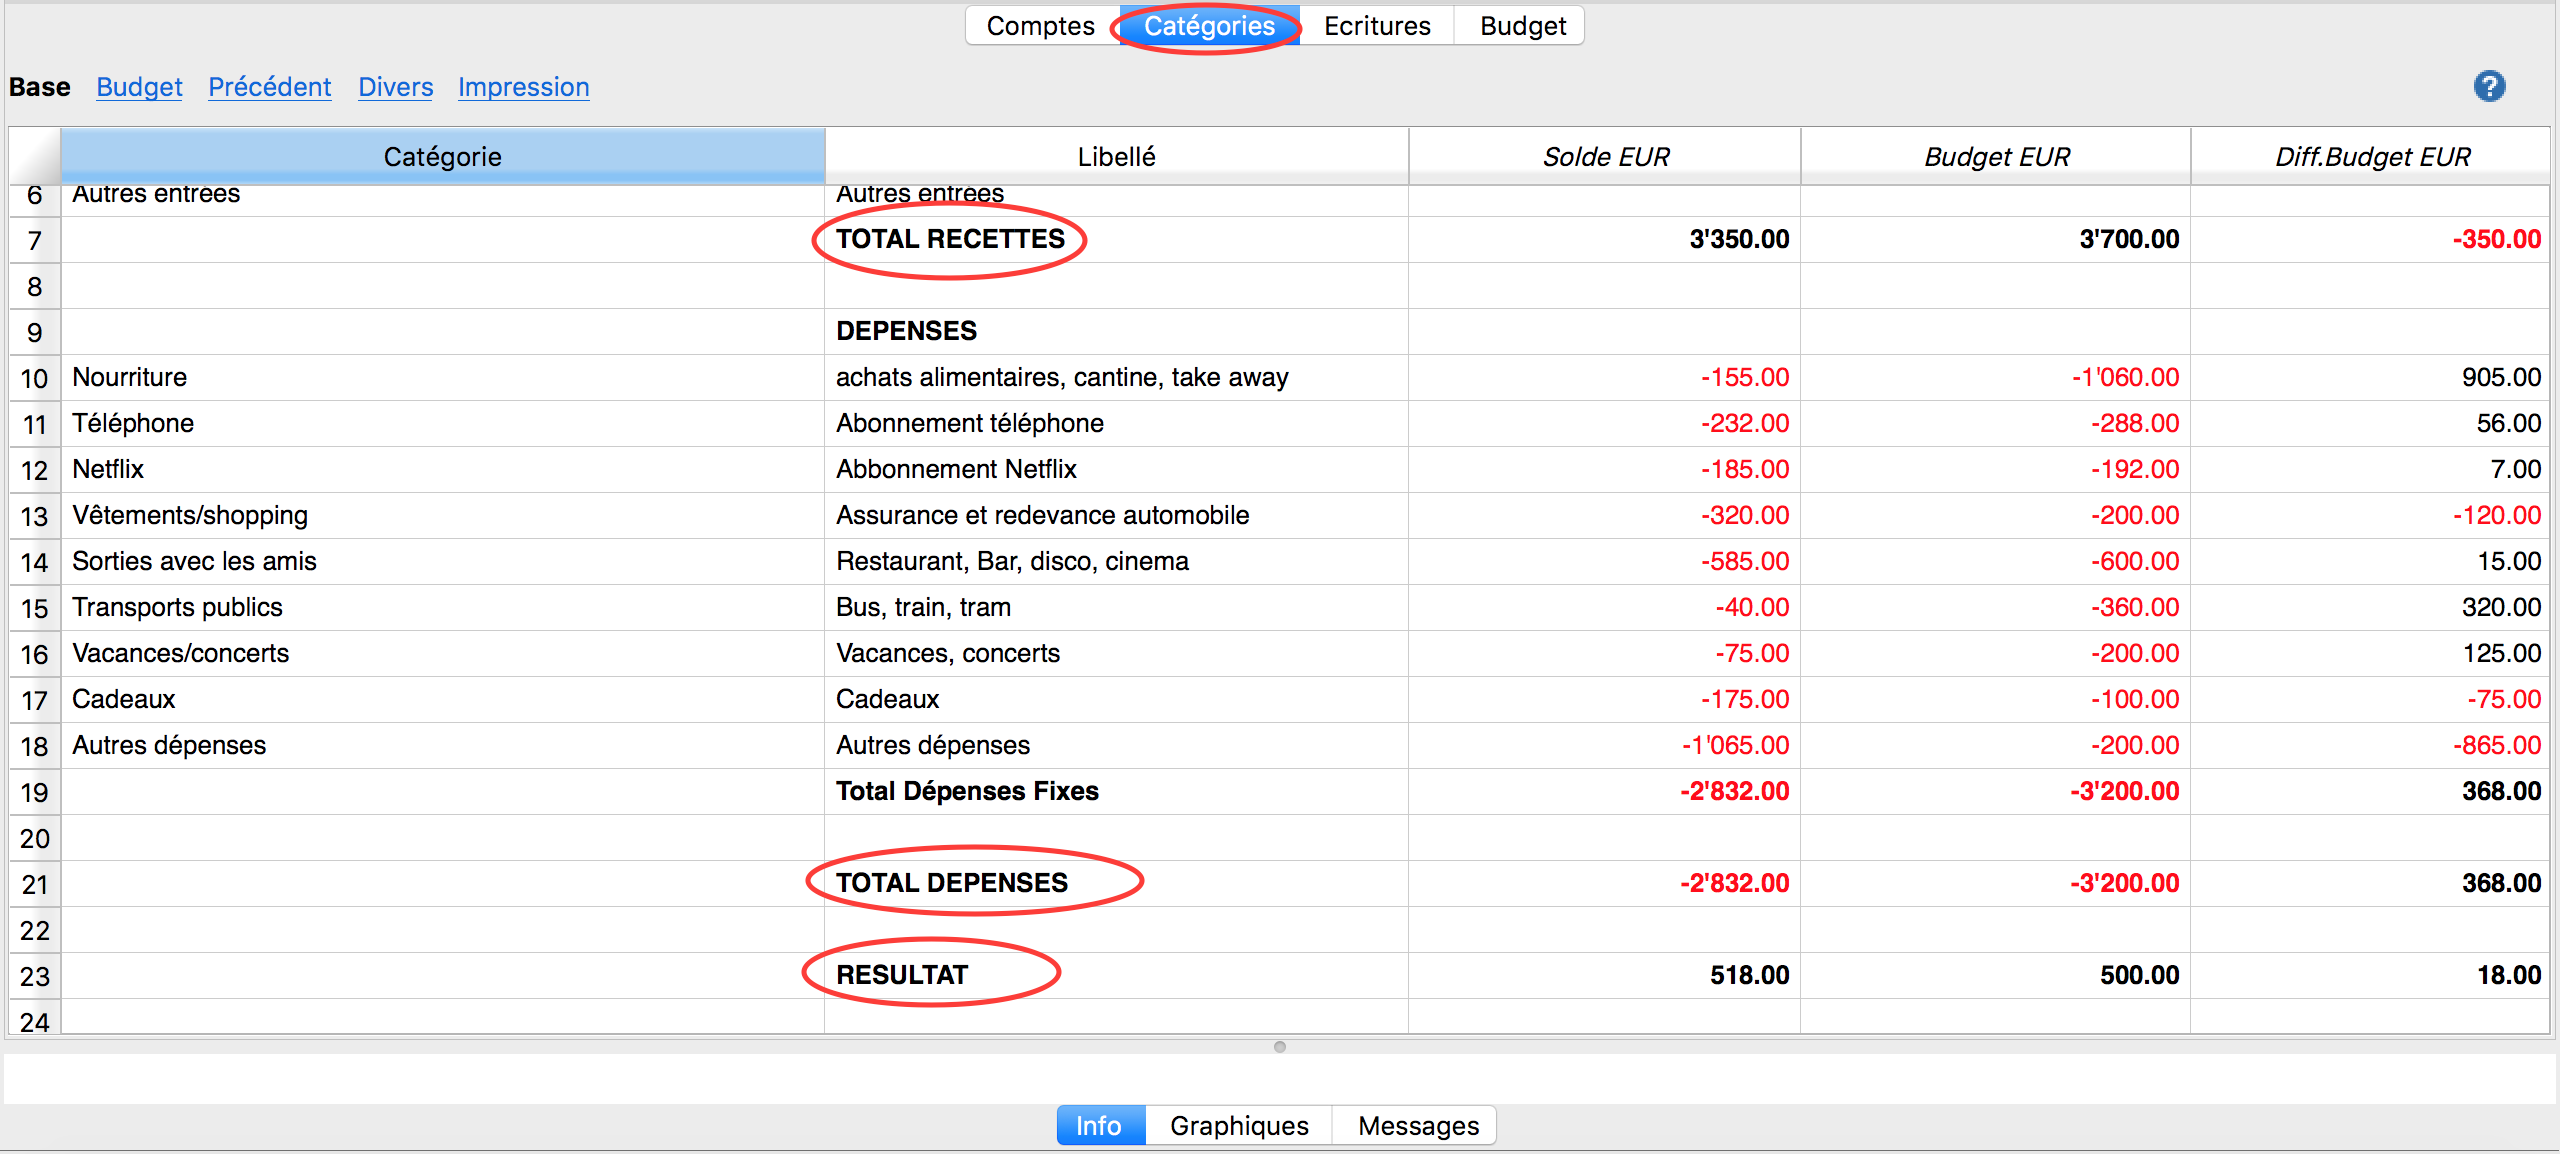 Comptes Catégories Ecritures Budget
Base Budget Précédent Divers Impression ?
Catégorie Libellé Solde EUR Budget EUR Diff.Budget EUR
6 Autres entrées Autres entrées
7 TOTAL RECETTES 3'350.00 3'700.00 -350.00
8
9 DEPENSES
10 Nourriture achats alimentaires, cantine, take away -155.00 -1'060.00 905.00
11 Téléphone Abonnement téléphone -232.00 -288.00 56.00
12 Netflix Abbonnement Netflix -185.00 -192.00 7.00
13 Vêtements/shopping Assurance et redevance automobile -320.00 -200.00 -120.00
14 Sorties avec les amis Restaurant, Bar, disco, cinema -585.00 -600.00 15.00
15 Transports publics Bus, train, tram -40.00 -360.00 320.00
16 Vacances/concerts Vacances, concerts -75.00 -200.00 125.00
17 Cadeaux Cadeaux -175.00 -100.00 -75.00
18 Autres dépenses Autres dépenses -1'065.00 -200.00 -865.00
19 Total Dépenses Fixes -2'832.00 -3'200.00 368.00
20
21 TOTAL DEPENSES -2'832.00 -3'200.00 368.00
22
23 RESULTAT 518.00 500.00 18.00
24
Info Graphiques Messages